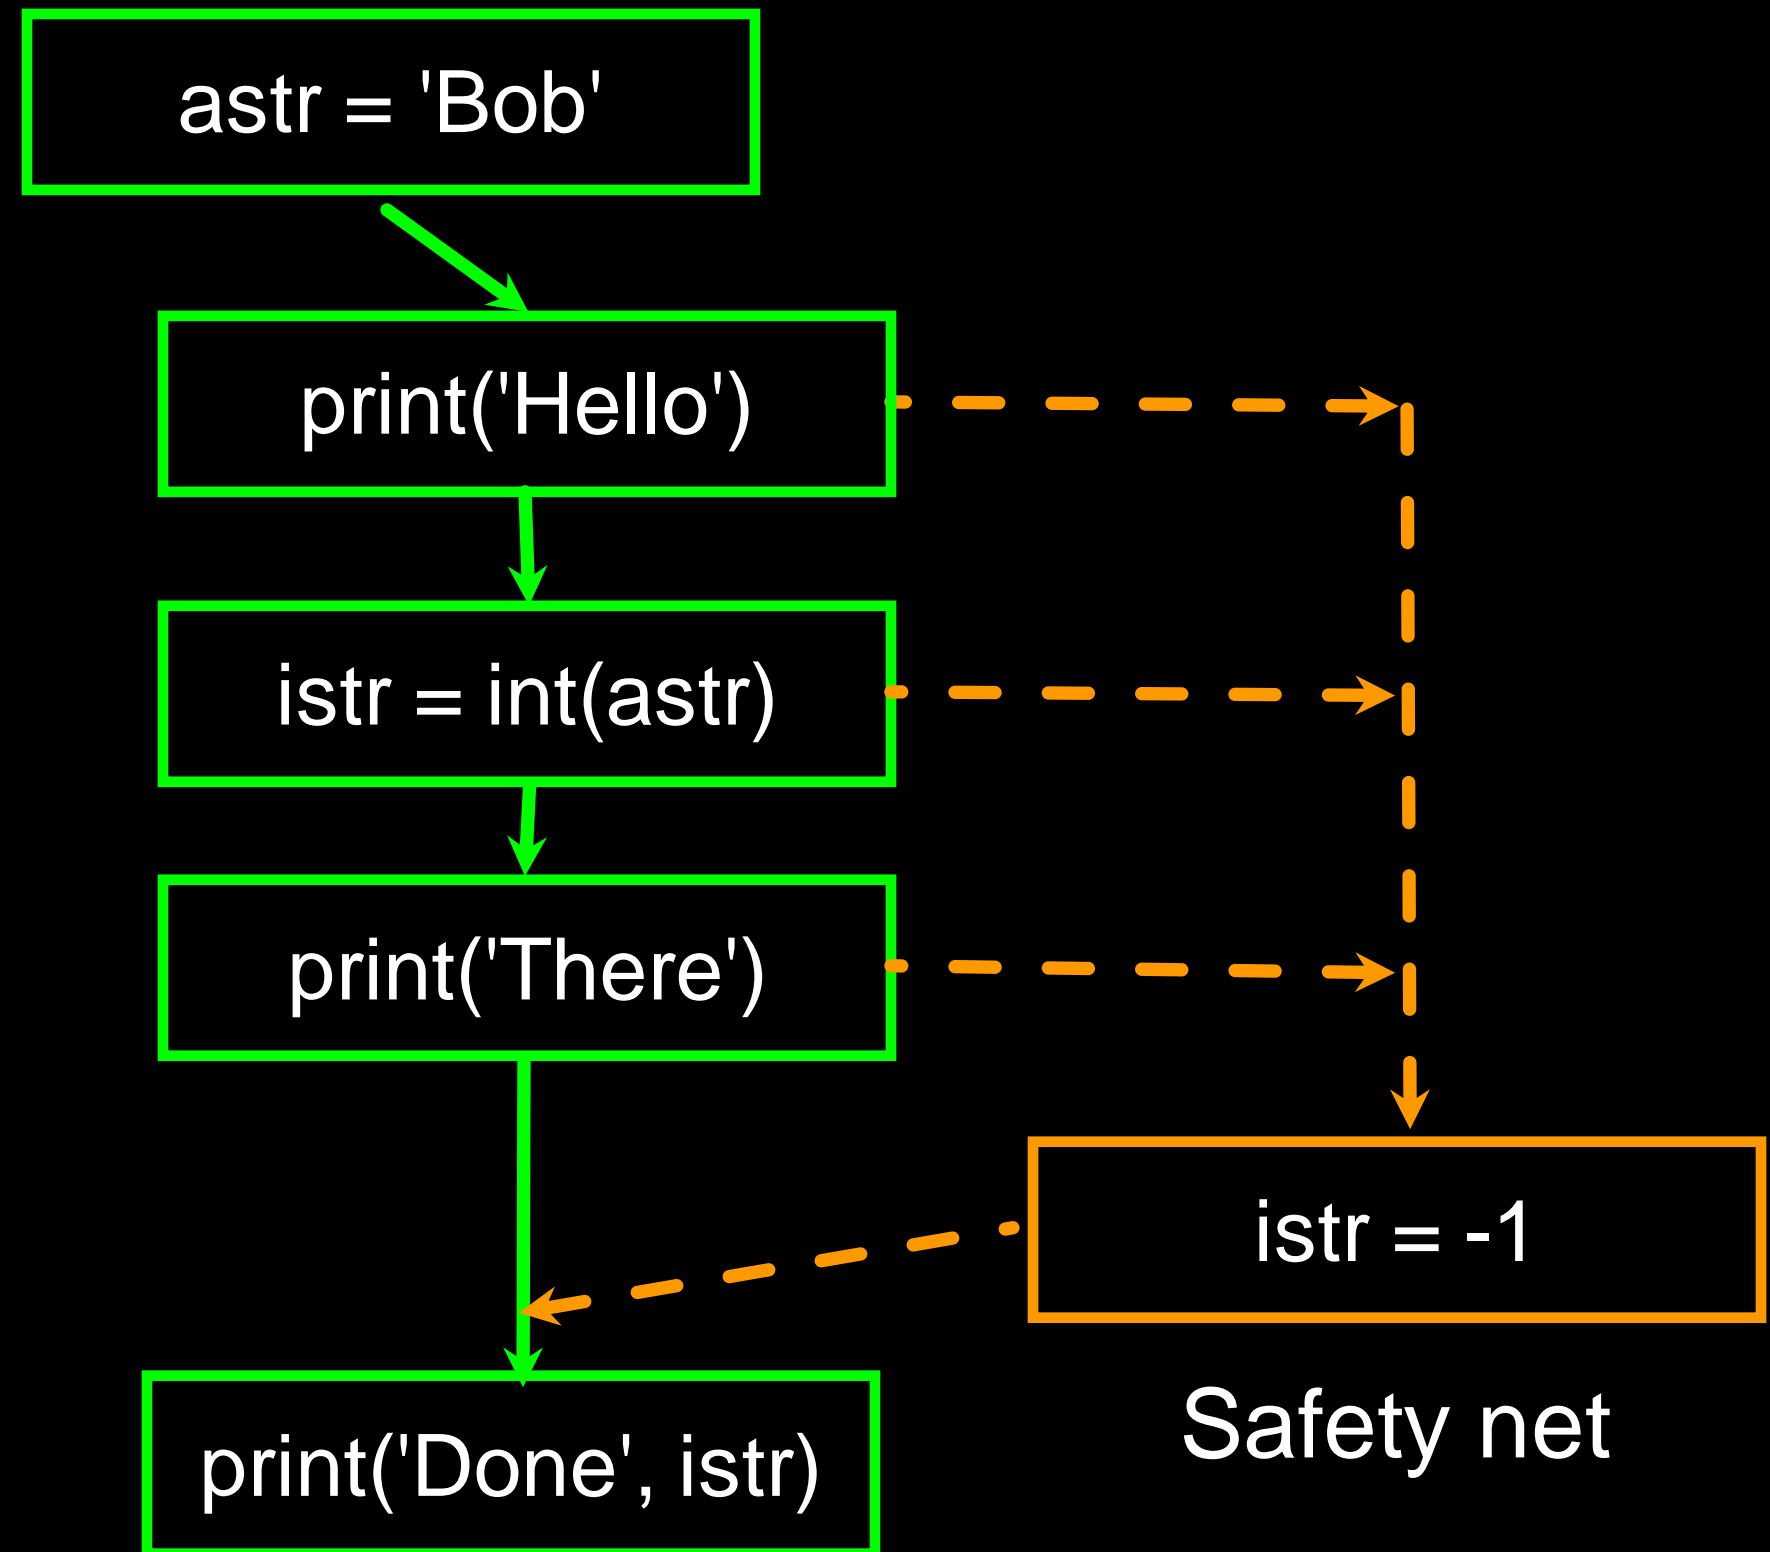 astr = 'Bob'
print('Hello')
istr = int(astr)
print('There')
istr = -1
Safety net
print('Done', istr)